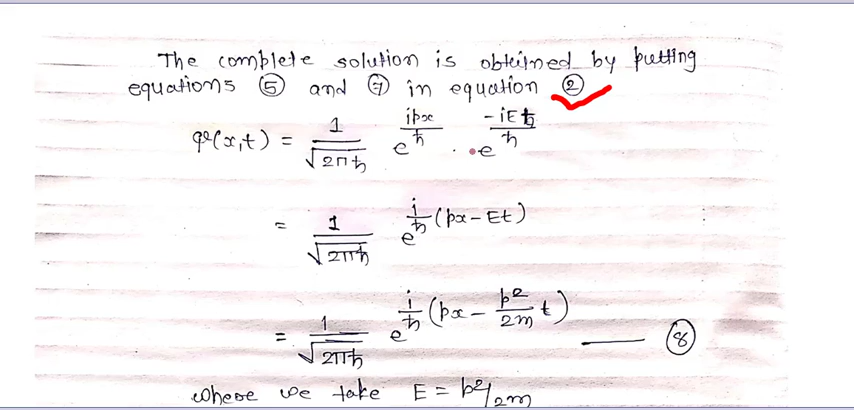 The complete solution is obtained by putting
equations ⑤ and ⑦ in equation ②
φ(x,t) = 1/√2πħ e^(ipx/ħ) . e^(-iEħ/ħ)
= 1/√2πħ e^(i/ħ (px - Et))
= 1/√2πħ e^(i/ħ (px - p²/2m t)) —— ⑧
where we take E = p²/2m